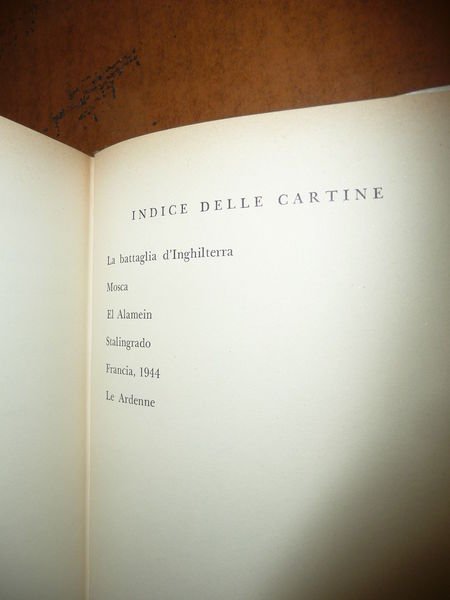 INDICE DELLE CARTINE
La battaglia d'Inghilterra
Mosca
El Alamein
Stalingrado
Francia, 1944
Le Ardenne